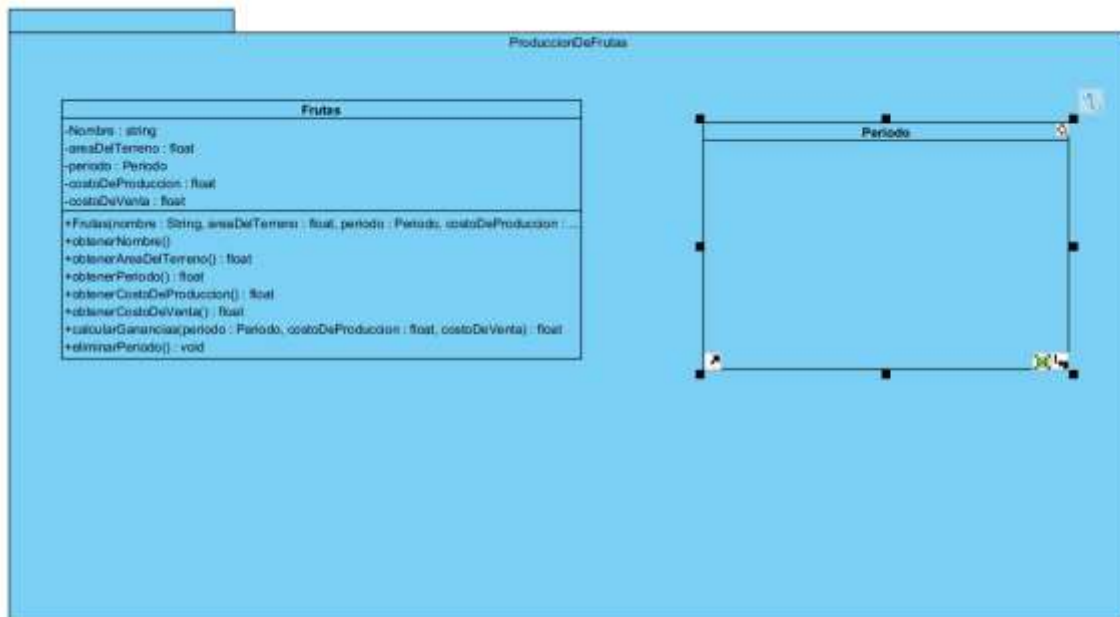 ProduccionDeFrutas
Frutas
-Nombre : string
-areaDelTerreno : float
-periodo : Periodo
-costoDeProduccion : float
-costoDeVenta : float
+Frutas(nombre : String, areaDelTerreno : float, periodo : Periodo, costoDeProduccion : ...
+obtenerNombre()
+obtenerAreaDelTerreno() : float
+obtenerPeriodo() : float
+obtenerCostoDeProduccion() : float
+obtenerCostoDeVenta() : float
+calcularGanancias(periodo : Periodo, costoDeProduccion : float, costoDeVenta) : float
+eliminarPeriodo() : void
Periodo